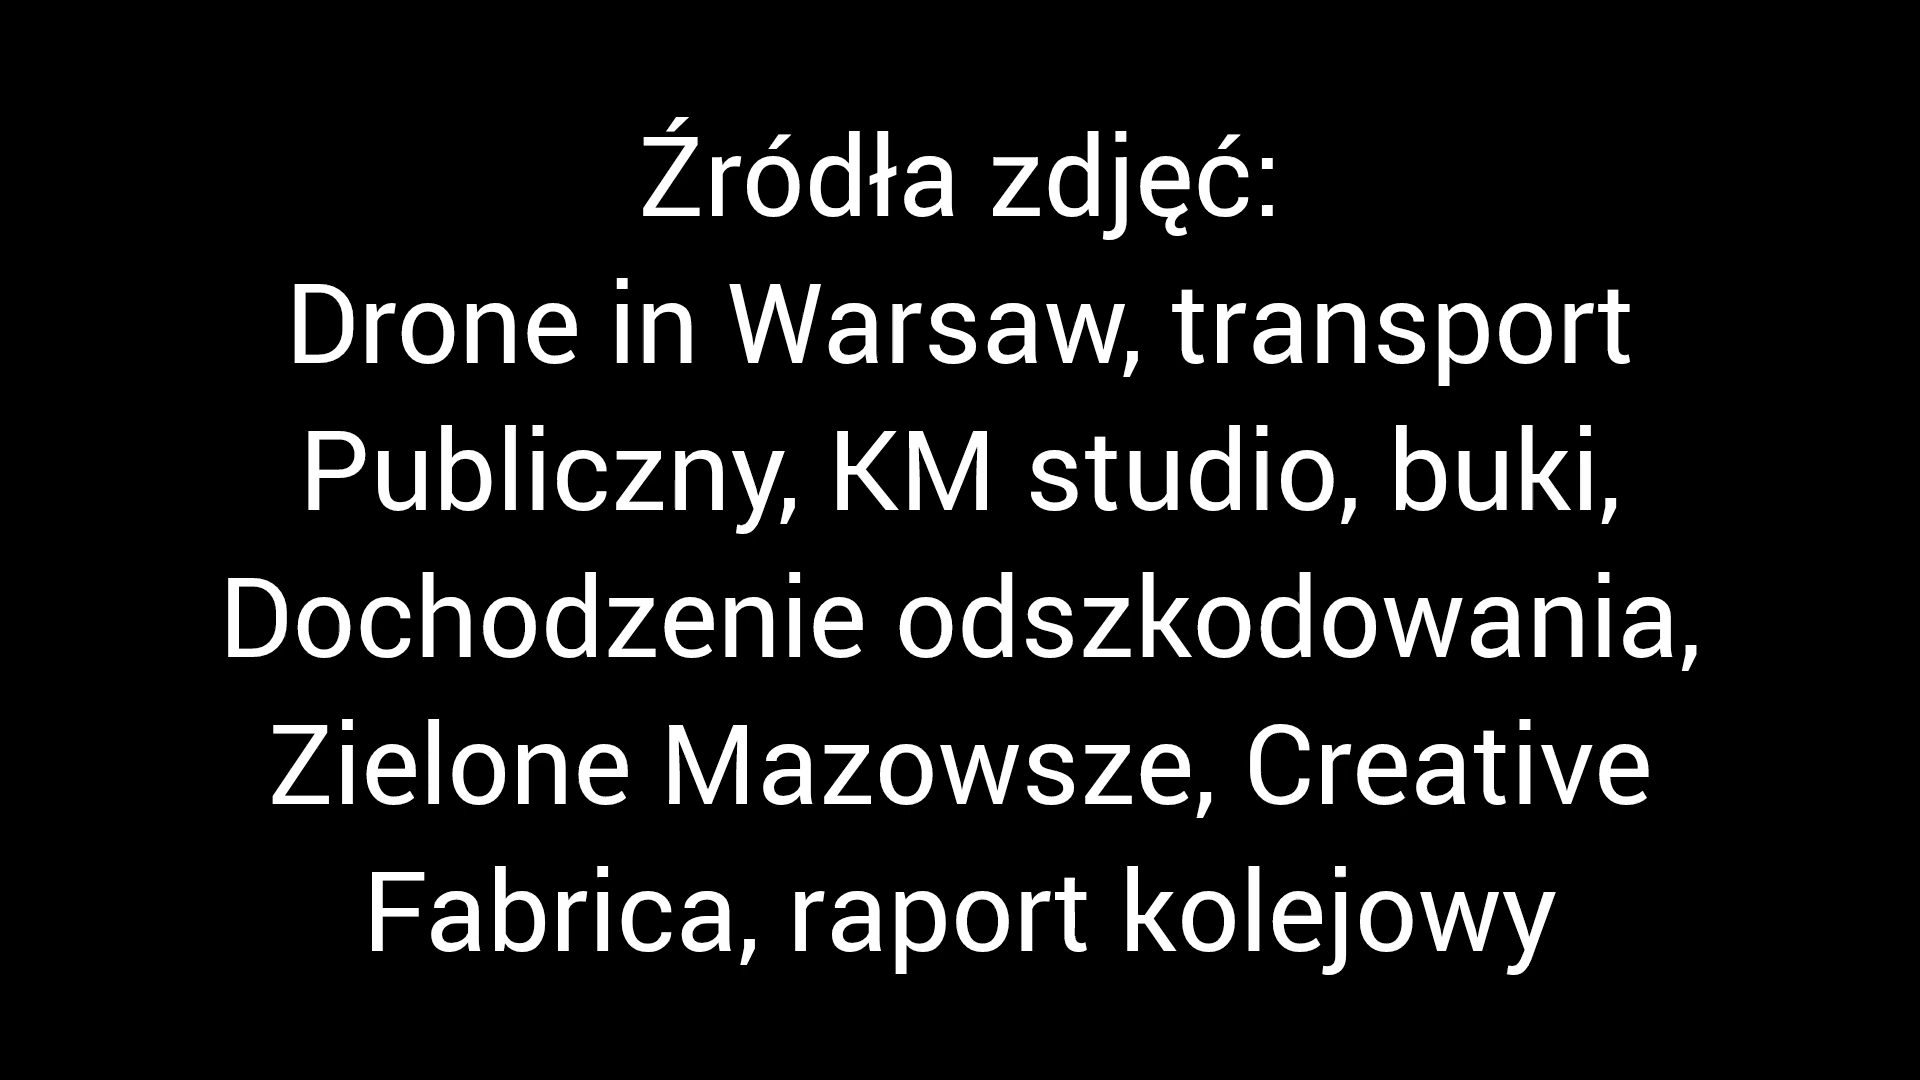 Źródła zdjęć:
Drone in Warsaw, transport
Publiczny, KM studio, buki,
Dochodzenie odszkodowania,
Zielone Mazowsze, Creative
Fabrica, raport kolejowy